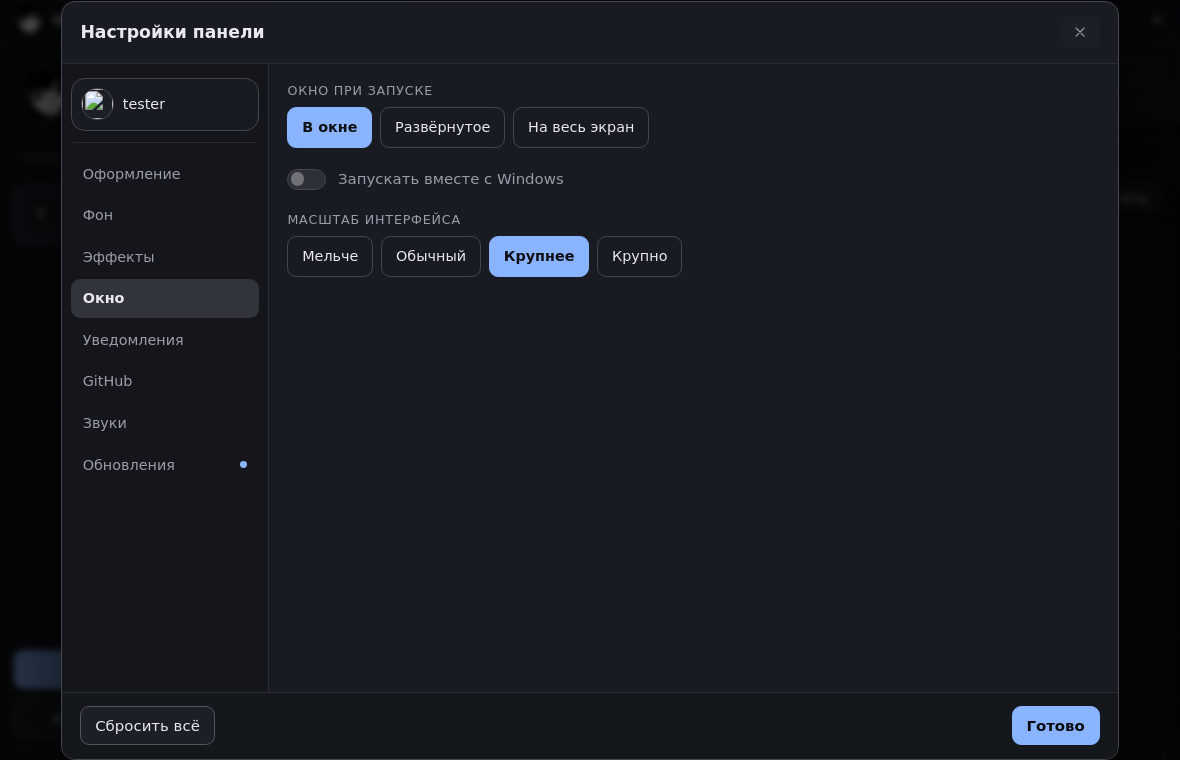 Настройки панели
tester
Оформление
Фон
Эффекты
Окно
Уведомления
GitHub
Звуки
Обновления
ОКНО ПРИ ЗАПУСКЕ
В окне Развёрнутое На весь экран
Запускать вместе с Windows
МАСШТАБ ИНТЕРФЕЙСА
Мельче Обычный Крупнее Крупно
Сбросить всё Готово